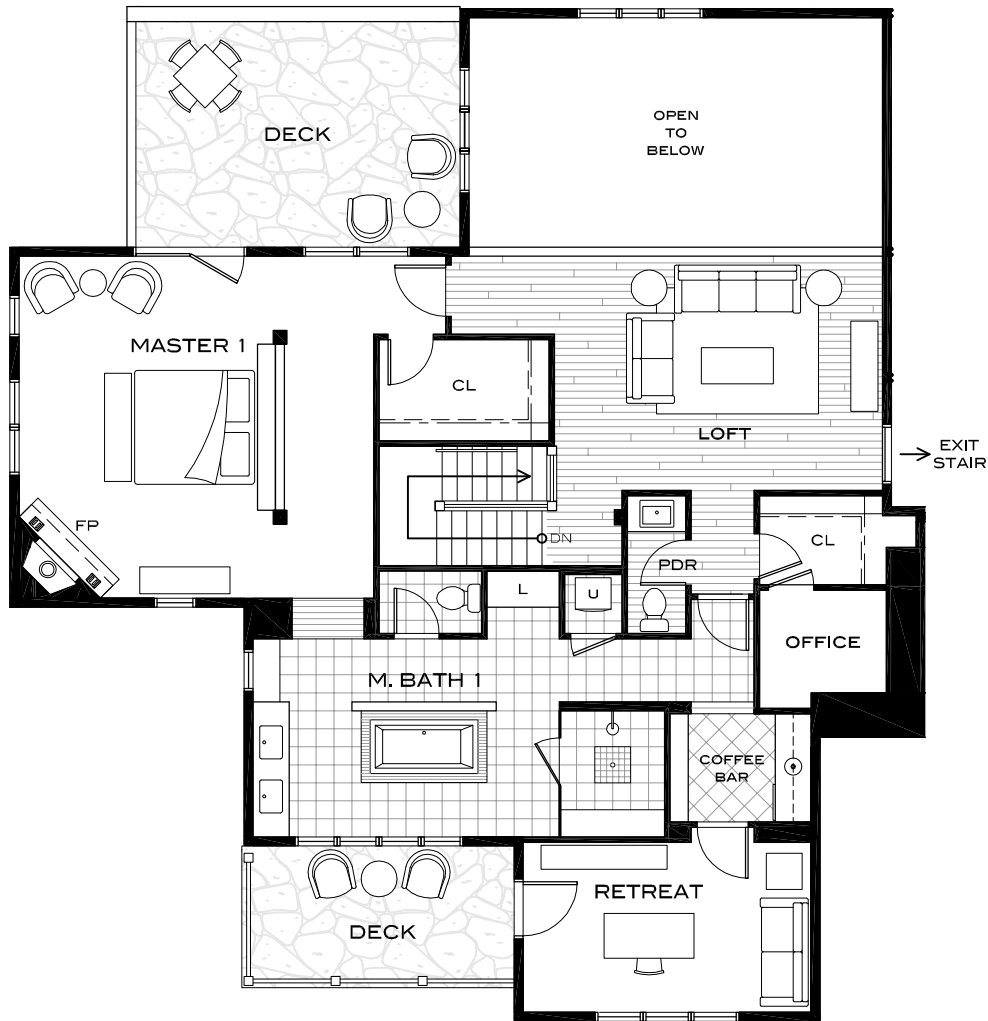 DECK
OPEN
TO
BELOW
MASTER 1
CL
LOFT
EXIT
STAIR
FP
DN
PDR
CL
L
U
OFFICE
M. BATH 1
COFFEE
BAR
RETREAT
DECK